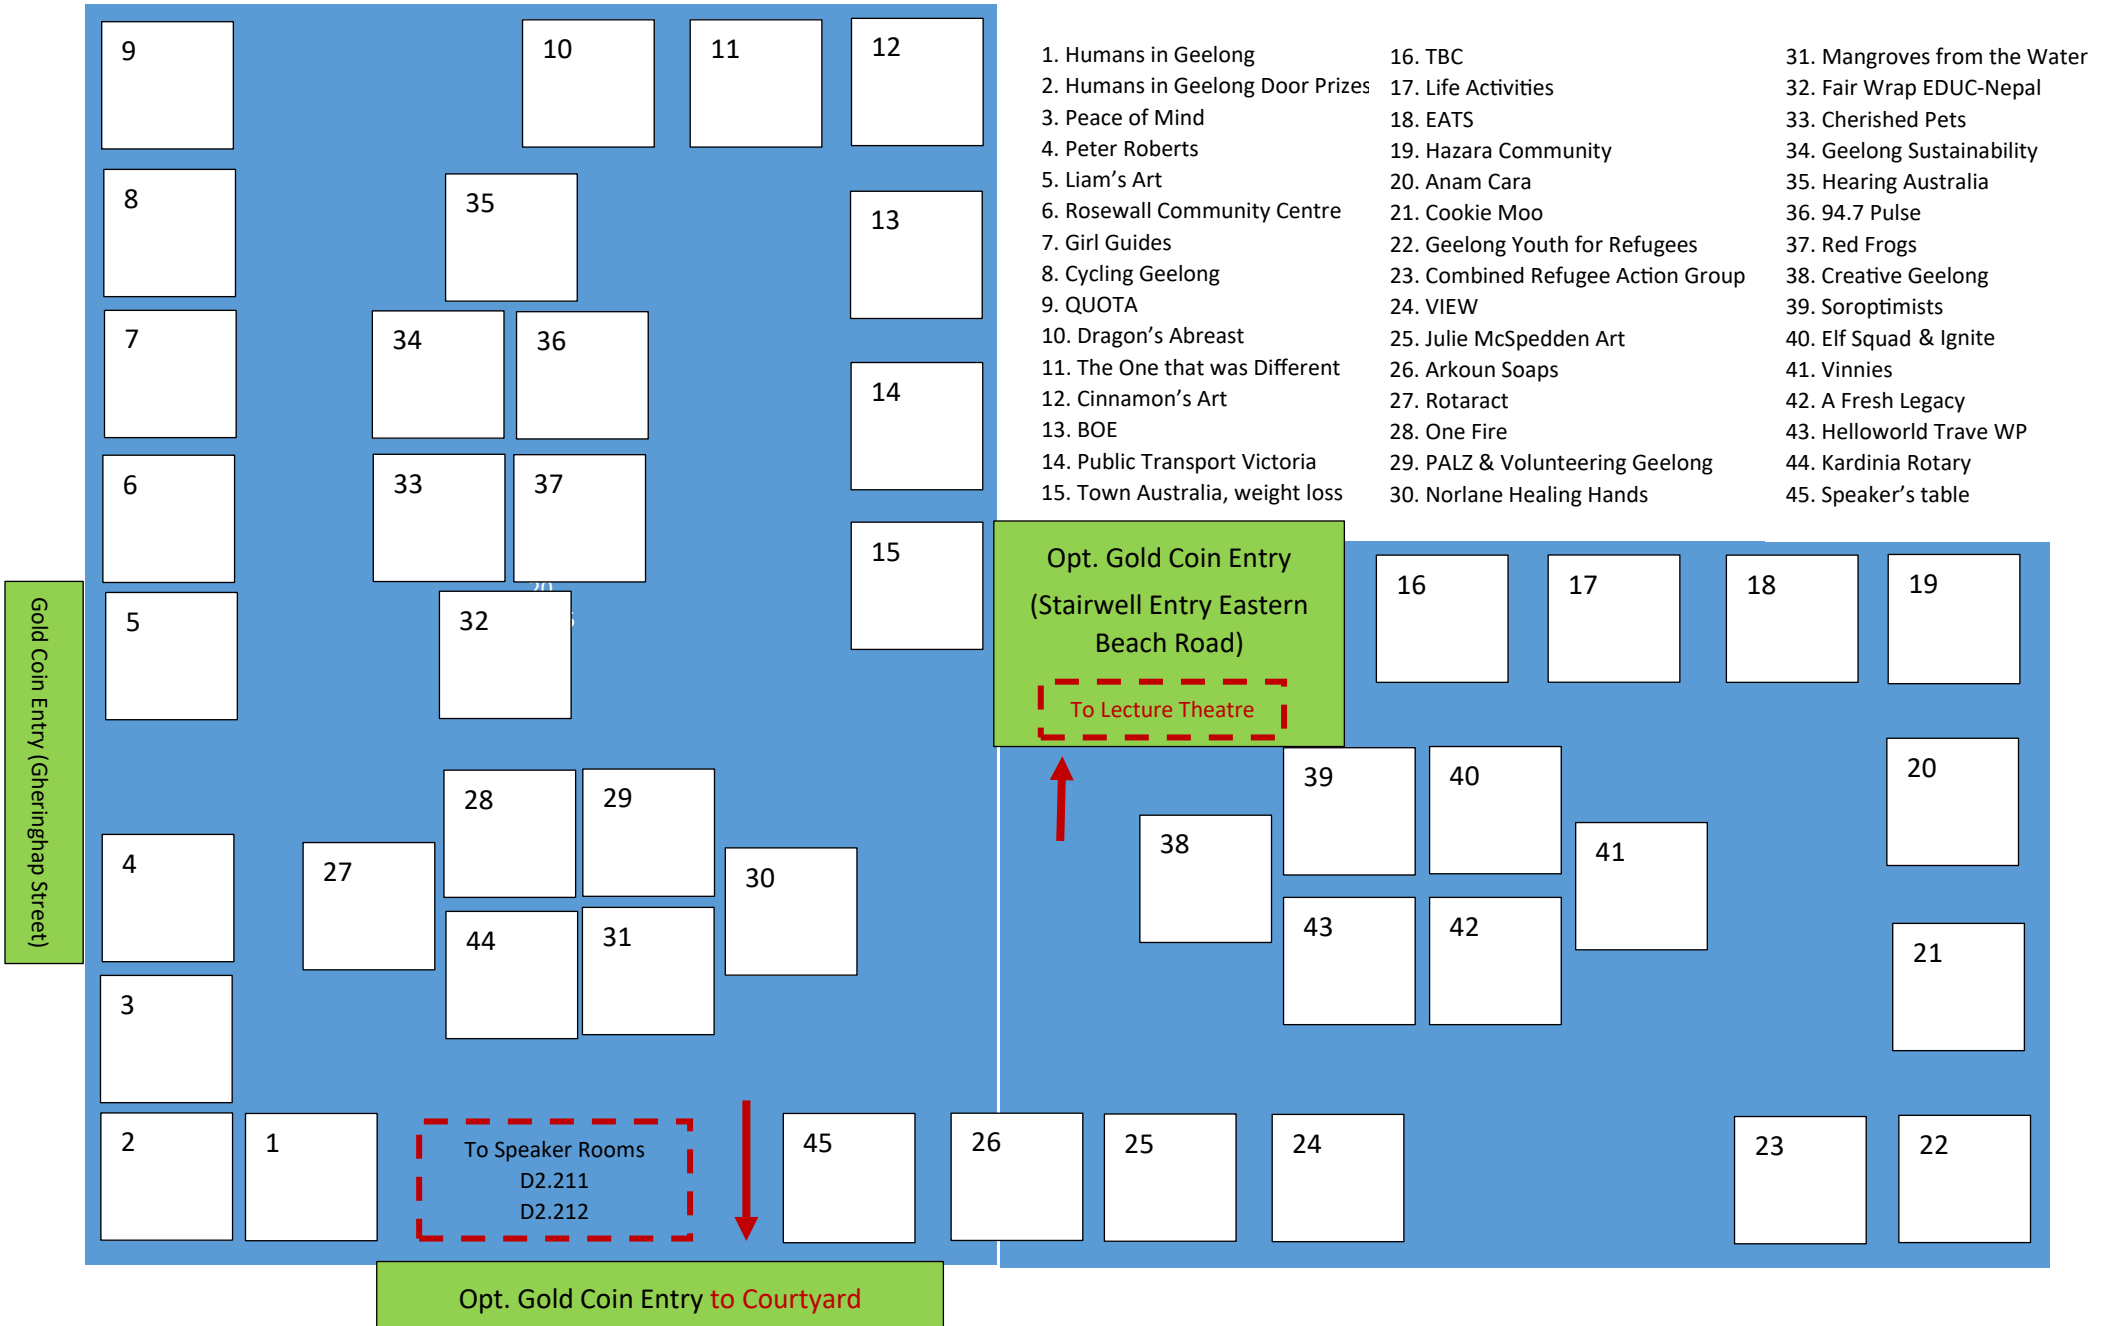 9
10
11
12
1. Humans in Geelong
2. Humans in Geelong Door Prizes
3. Peace of Mind
4. Peter Roberts
5. Liam’s Art
6. Rosewall Community Centre
7. Girl Guides
8. Cycling Geelong
9. QUOTA
10. Dragon’s Abreast
11. The One that was Different
12. Cinnamon’s Art
13. BOE
14. Public Transport Victoria
15. Town Australia, weight loss
16. TBC
17. Life Activities
18. EATS
19. Hazara Community
20. Anam Cara
21. Cookie Moo
22. Geelong Youth for Refugees
23. Combined Refugee Action Group
24. VIEW
25. Julie McSpedden Art
26. Arkoun Soaps
27. Rotaract
28. One Fire
29. PALZ & Volunteering Geelong
30. Norlane Healing Hands
31. Mangroves from the Water
32. Fair Wrap EDUC-Nepal
33. Cherished Pets
34. Geelong Sustainability
35. Hearing Australia
36. 94.7 Pulse
37. Red Frogs
38. Creative Geelong
39. Soroptimists
40. Elf Squad & Ignite
41. Vinnies
42. A Fresh Legacy
43. Helloworld Trave WP
44. Kardinia Rotary
45. Speaker’s table
8
35
13
7
34
36
14
6
33
37
15
5
32
Gold Coin Entry (Gheringhap Street)
Opt. Gold Coin Entry
(Stairwell Entry Eastern
Beach Road)
To Lecture Theatre
16
17
18
19
28
29
39
40
20
4
27
30
38
41
44
31
43
42
21
3
2
1
To Speaker Rooms
D2.211
D2.212
45
26
25
24
23
22
Opt. Gold Coin Entry to Courtyard